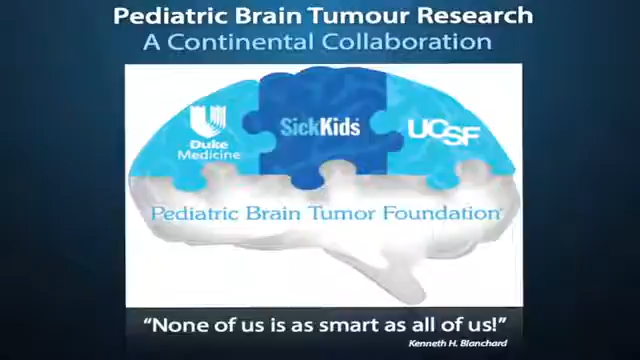 Pediatric Brain Tumour Research
A Continental Collaboration
Duke
Medicine
SickKids
UCSF
Pediatric Brain Tumor Foundation
“None of us is as smart as all of us!”
Kenneth H. Blanchard